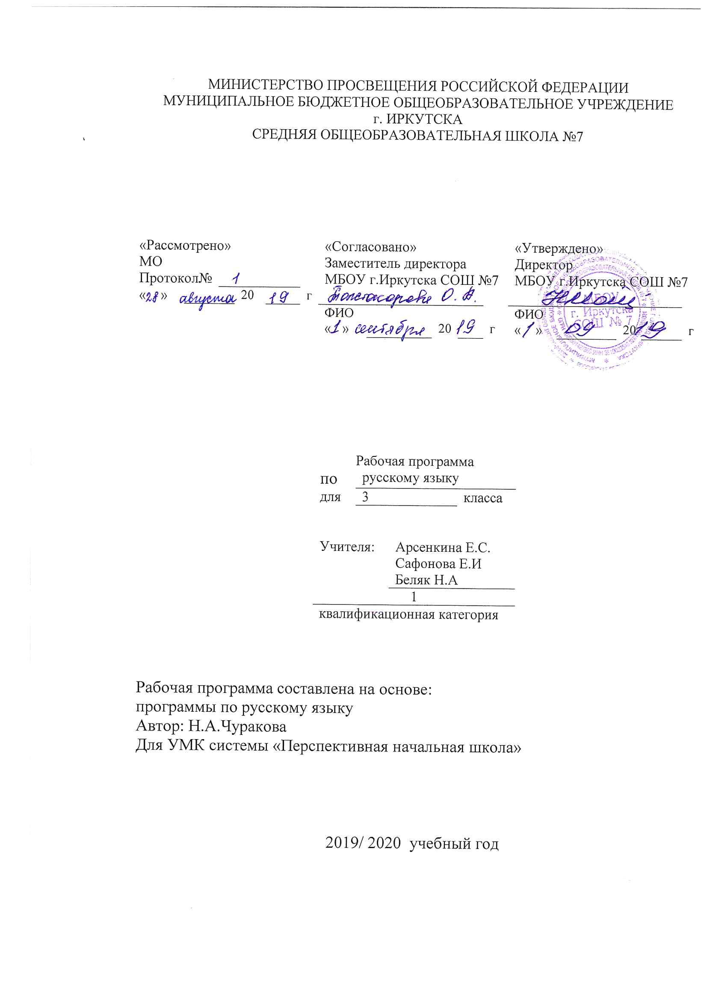 МИНИСТЕРСТВО ПРОСВЕЩЕНИЯ РОССИЙСКОЙ ФЕДЕРАЦИИ
МУНИЦИПАЛЬНОЕ БЮДЖЕТНОЕ ОБЩЕОБРАЗОВАТЕЛЬНОЕ УЧРЕЖДЕНИЕ
г. ИРКУТСКА
СРЕДНЯЯ ОБЩЕОБРАЗОВАТЕЛЬНАЯ ШКОЛА №7
«Рассмотрено»
МО
Протокол№ 1
«28» августа 20 19 г
«Согласовано»
Заместитель директора
МБОУ г.Иркутска СОШ №7
О. А.
ФИО
«1» сентября 20 19 г
«Утверждено»
Директор
МБОУ г.Иркутска СОШ №7
ФИО
«1» 09 2019 г
МБОУ
г. Иркутска
СОШ № 7
Рабочая программа
по русскому языку
для 3 класса
Учителя: Арсенкина Е.С.
Сафонова Е.И
Беляк Н.А
1
квалификационная категория
Рабочая программа составлена на основе:
программы по русскому языку
Автор: Н.А.Чуракова
Для УМК системы «Перспективная начальная школа»
2019/ 2020 учебный год